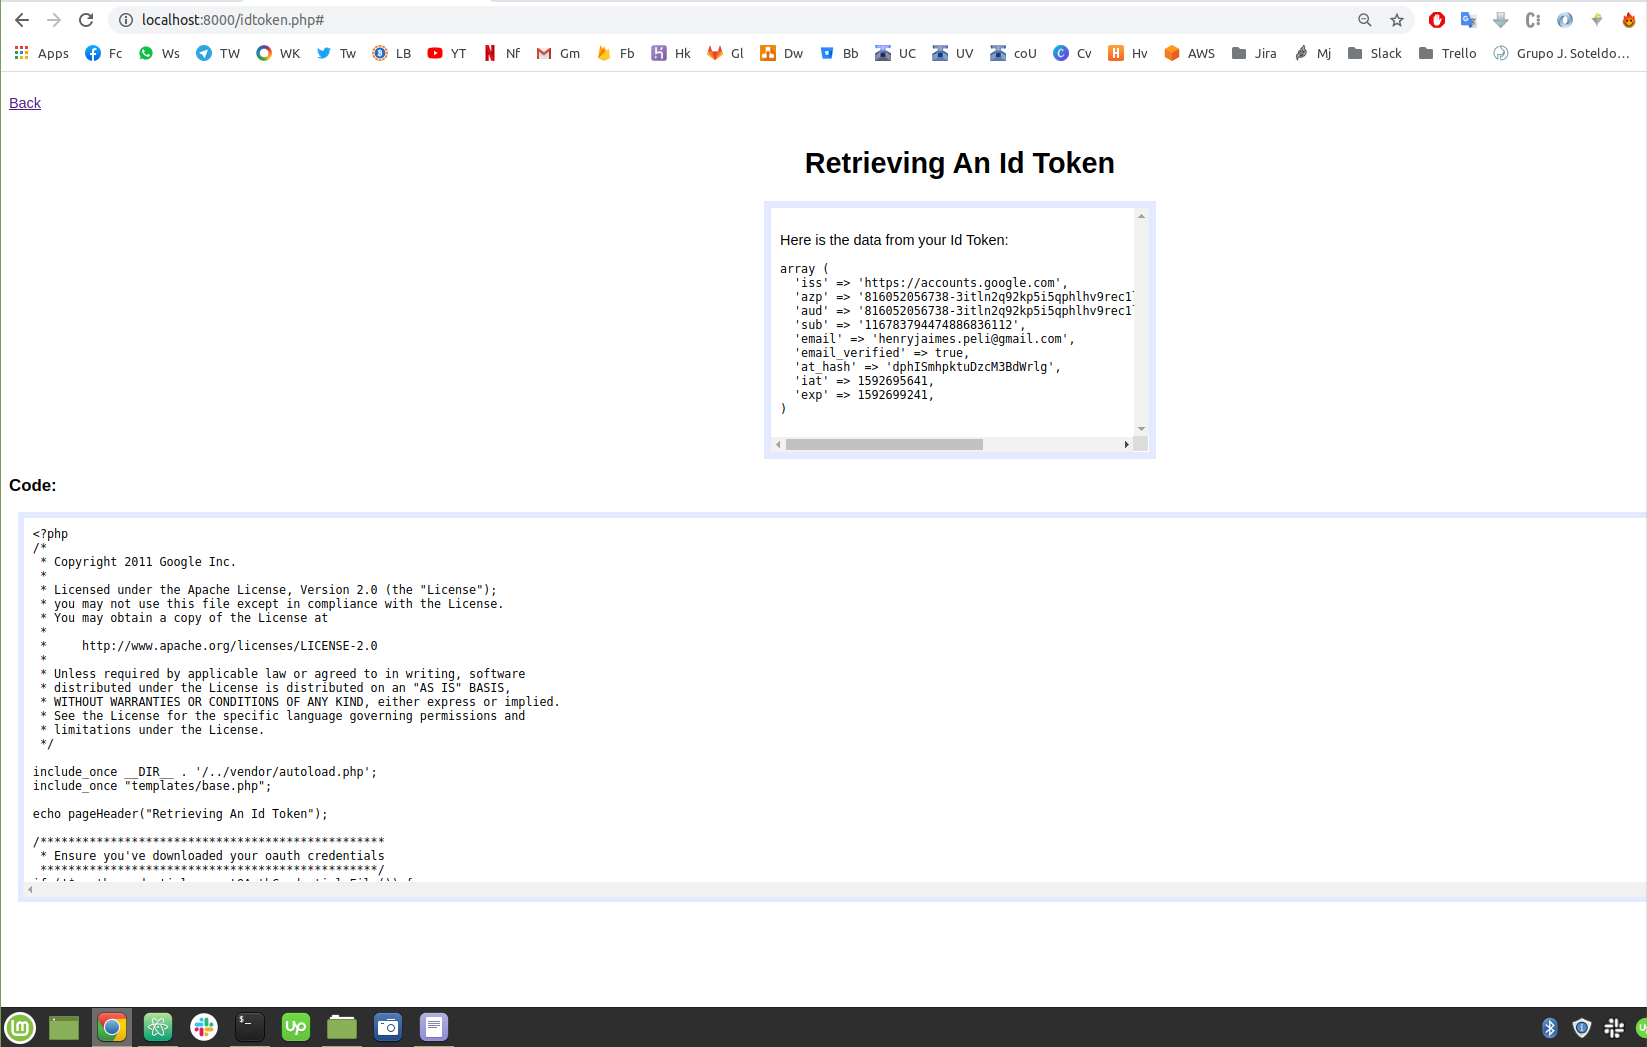 localhost:8000/idtoken.php#
Apps Fc Ws TW WK Tw LB YT Nf Gm Fb Hk Gl Dw Bb UC UV coU Cv Hv AWS Jira Mj Slack Trello Grupo J. Soteldo...
Back
Retrieving An Id Token
Here is the data from your Id Token:
array (
  'iss' => 'https://accounts.google.com',
  'azp' => '816052056738-3itln2q92kp5i5qphlhv9rec1
  'aud' => '816052056738-3itln2q92kp5i5qphlhv9rec1
  'sub' => '116783794474886836112',
  'email' => 'henryjaimes.peli@gmail.com',
  'email_verified' => true,
  'at_hash' => 'dphISmhpktuDzcM3BdWrlg',
  'iat' => 1592695641,
  'exp' => 1592699241,
)
Code:
<?php
/*
 * Copyright 2011 Google Inc.
 *
 * Licensed under the Apache License, Version 2.0 (the "License");
 * you may not use this file except in compliance with the License.
 * You may obtain a copy of the License at
 *
 *     http://www.apache.org/licenses/LICENSE-2.0
 *
 * Unless required by applicable law or agreed to in writing, software
 * distributed under the License is distributed on an "AS IS" BASIS,
 * WITHOUT WARRANTIES OR CONDITIONS OF ANY KIND, either express or implied.
 * See the License for the specific language governing permissions and
 * limitations under the License.
 */
include_once __DIR__ . '/../vendor/autoload.php';
include_once "templates/base.php";
echo pageHeader("Retrieving An Id Token");
/*************************************************
 * Ensure you've downloaded your oauth credentials
 ************************************************/